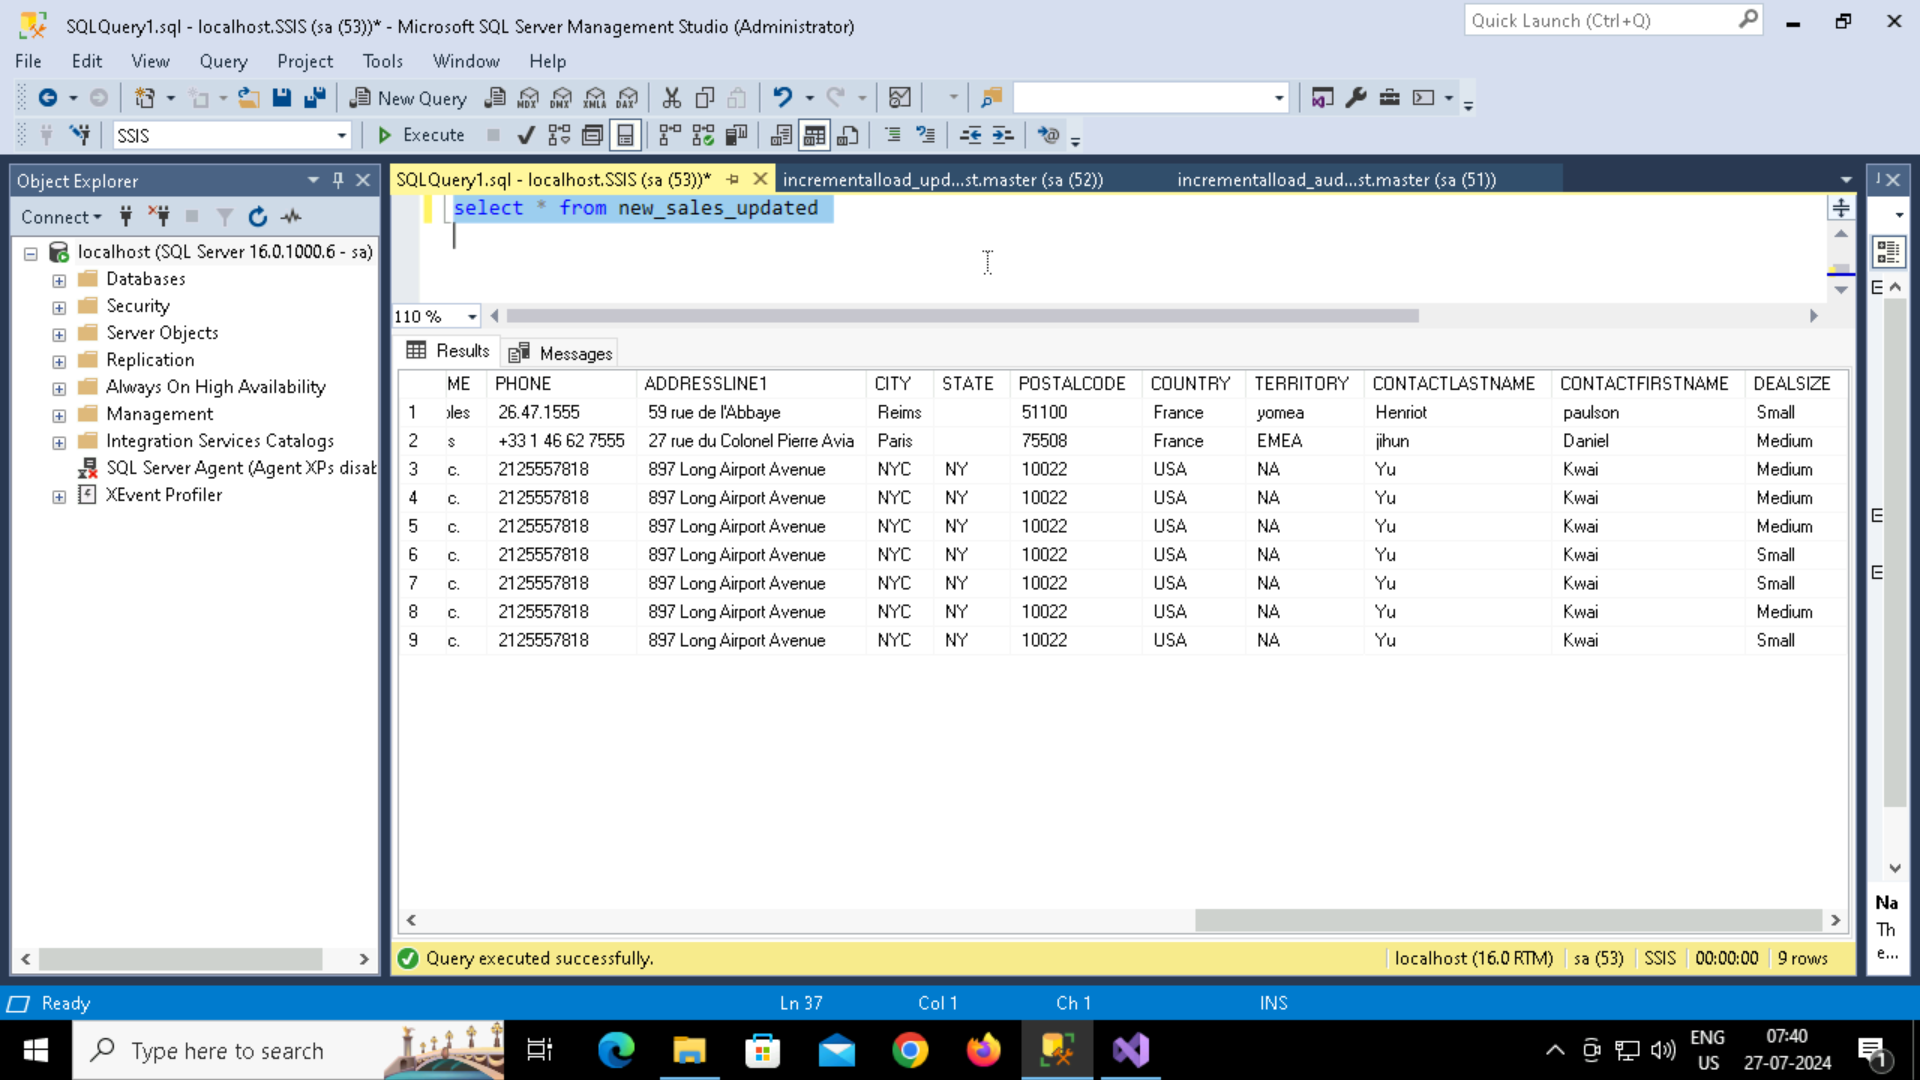 SQLQuery1.sql - localhost.SSIS (sa (53))* - Microsoft SQL Server Management Studio (Administrator)
Quick Launch (Ctrl+Q)
File Edit View Query Project Tools Window Help
New Query MDX DMX XMLA DAX
SSIS Execute
Object Explorer
SQLQuery1.sql - localhost.SSIS (sa (53))* incrementalload_upd...st.master (sa (52)) incrementalload_aud...st.master (sa (51))
Connect
select * from new_sales_updated
localhost (SQL Server 16.0.1000.6 - sa)
Databases
Security
Server Objects
Replication
Always On High Availability
Management
Integration Services Catalogs
SQL Server Agent (Agent XPs disab
XEvent Profiler
110 %
Results Messages
ME PHONE ADDRESSLINE1 CITY STATE POSTALCODE COUNTRY TERRITORY CONTACTLASTNAME CONTACTFIRSTNAME DEALSIZE
1 oles 26.47.1555 59 rue de l'Abbaye Reims 51100 France yomea Henriot paulson Small
2 s +33 1 46 62 7555 27 rue du Colonel Pierre Avia Paris 75508 France EMEA jihun Daniel Medium
3 c. 2125557818 897 Long Airport Avenue NYC NY 10022 USA NA Yu Kwai Medium
4 c. 2125557818 897 Long Airport Avenue NYC NY 10022 USA NA Yu Kwai Medium
5 c. 2125557818 897 Long Airport Avenue NYC NY 10022 USA NA Yu Kwai Medium
6 c. 2125557818 897 Long Airport Avenue NYC NY 10022 USA NA Yu Kwai Small
7 c. 2125557818 897 Long Airport Avenue NYC NY 10022 USA NA Yu Kwai Small
8 c. 2125557818 897 Long Airport Avenue NYC NY 10022 USA NA Yu Kwai Medium
9 c. 2125557818 897 Long Airport Avenue NYC NY 10022 USA NA Yu Kwai Small
Na
Th
e...
Query executed successfully. localhost (16.0 RTM) sa (53) SSIS 00:00:00 9 rows
Ready Ln 37 Col 1 Ch 1 INS
Type here to search
ENG
US
07:40
27-07-2024
1